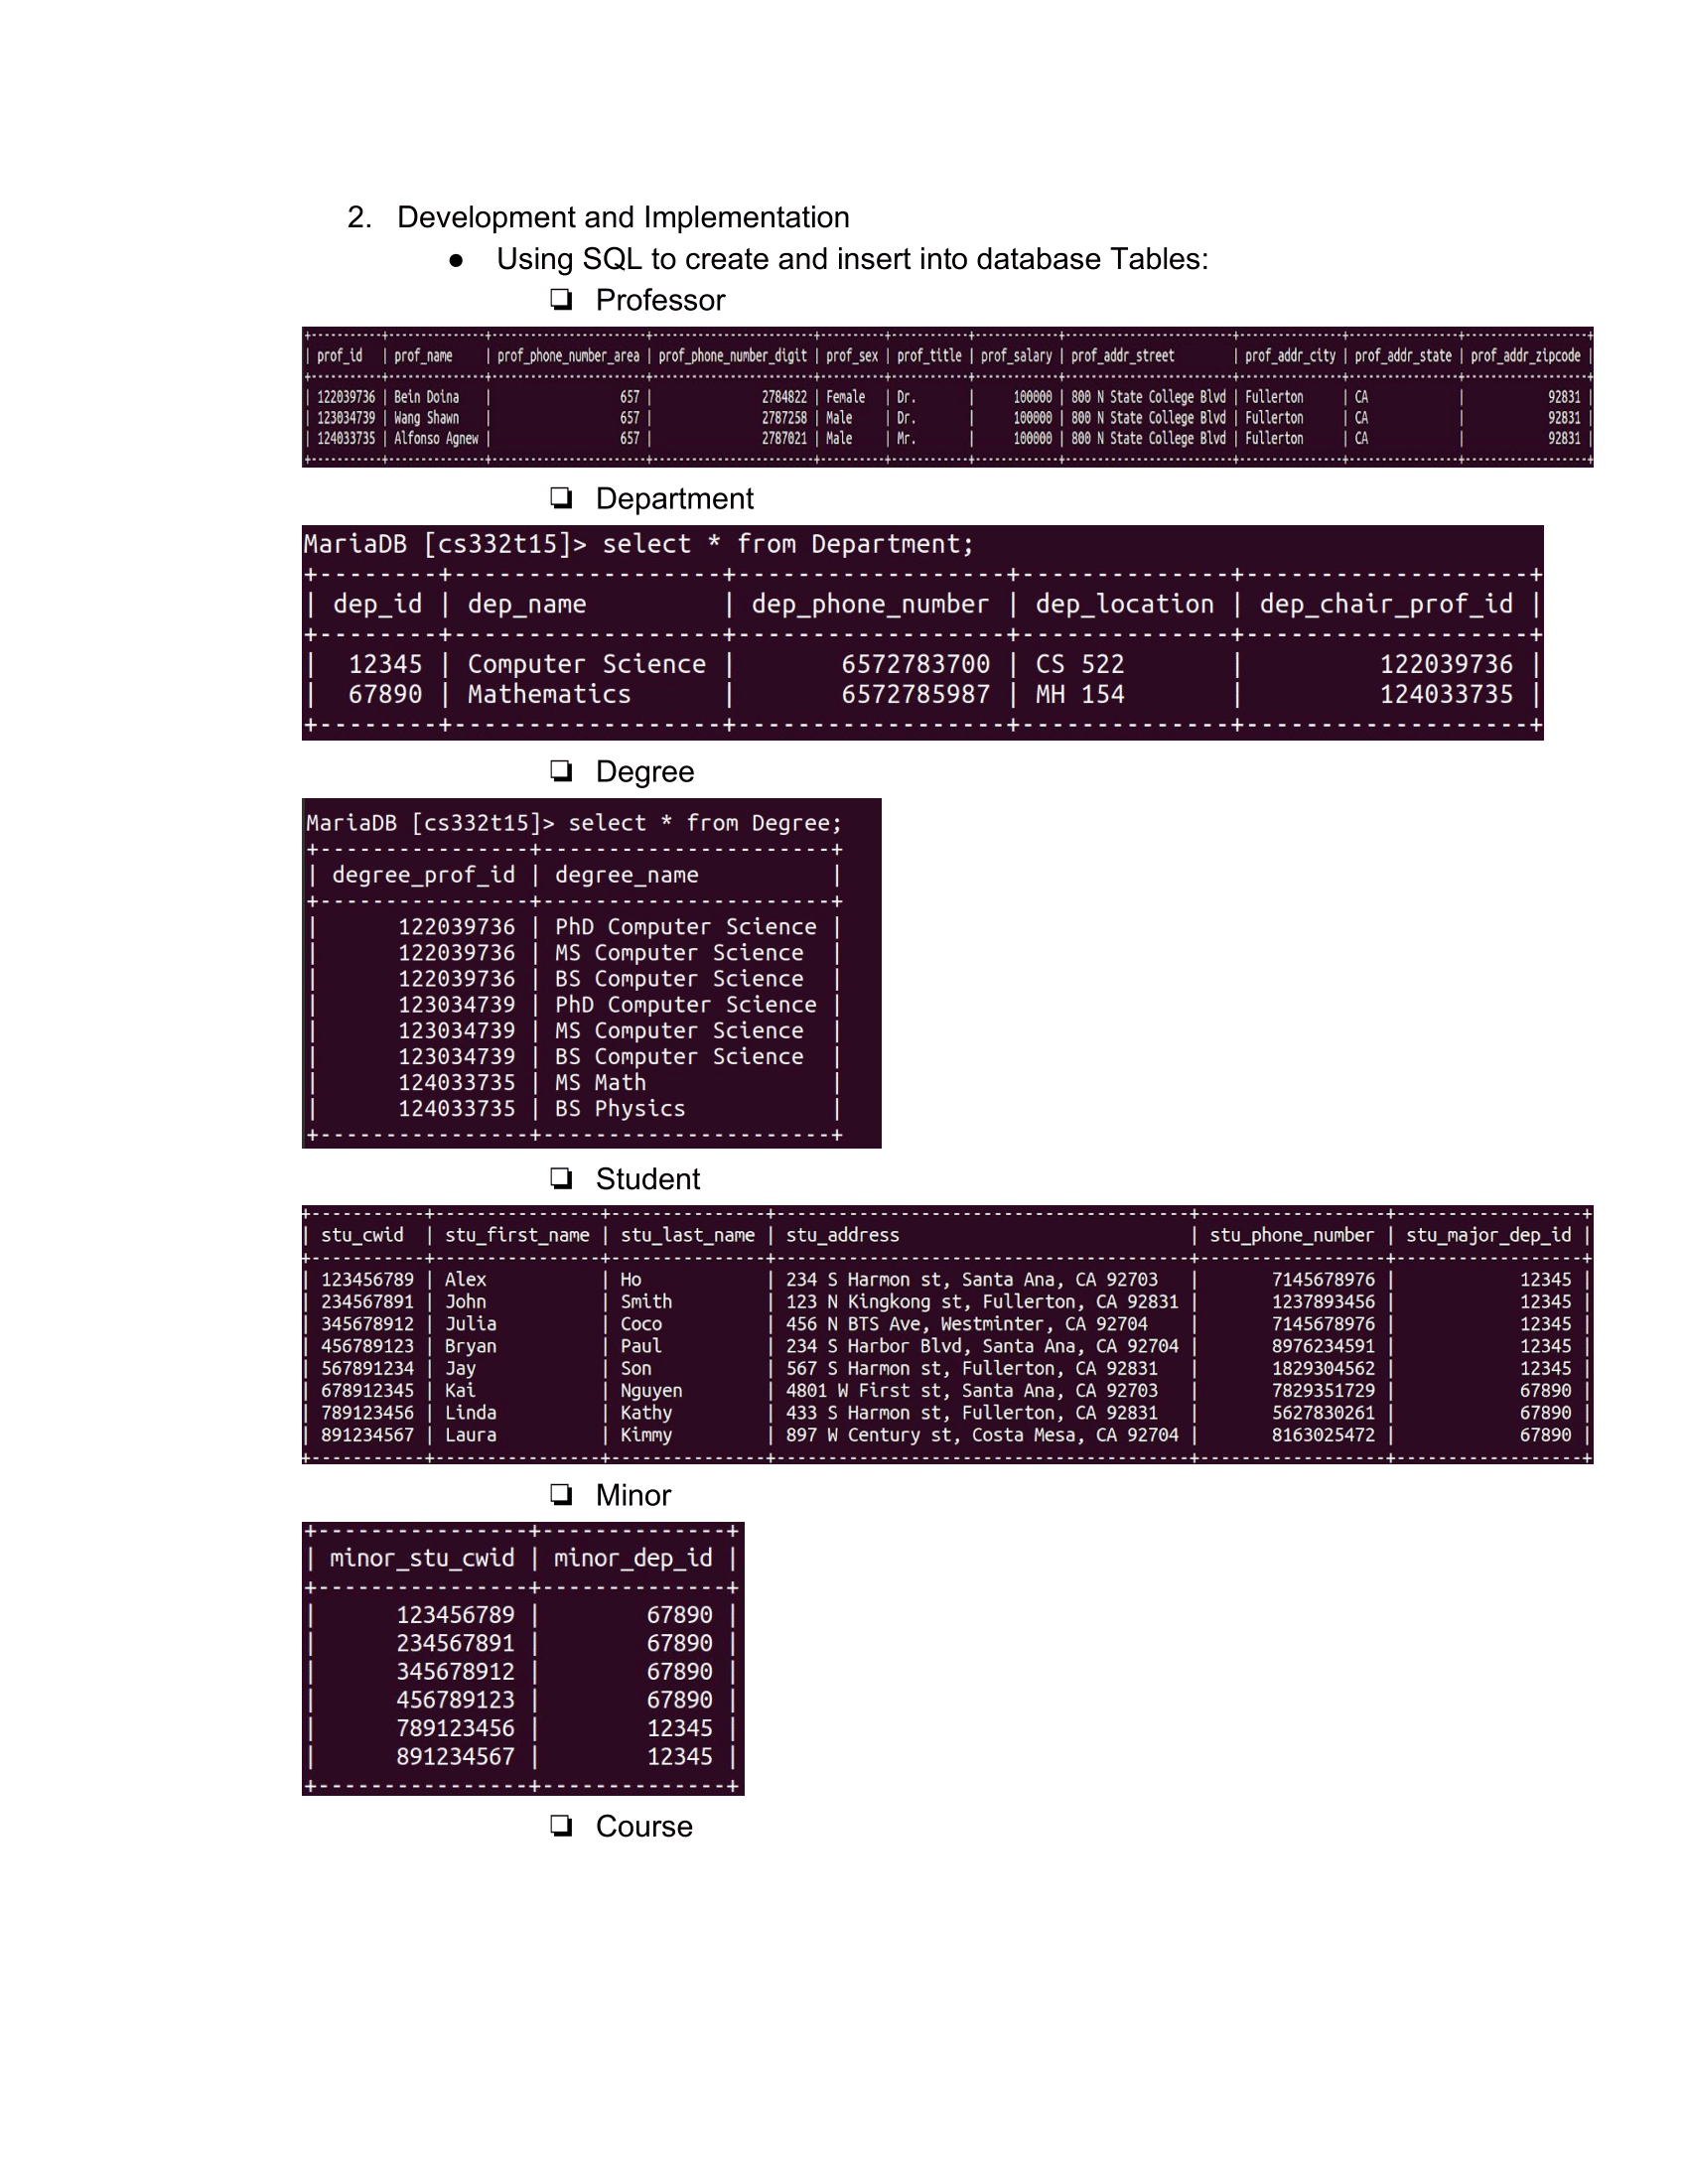 2. Development and Implementation
● Using SQL to create and insert into database Tables:
❏ Professor
+-----------+---------------+------------------------+-------------------------+----------+------------+-------------+--------------------------+----------------+-----------------+-------------------+
| prof_id | prof_name | prof_phone_number_area | prof_phone_number_digit | prof_sex | prof_title | prof_salary | prof_addr_street | prof_addr_city | prof_addr_state | prof_addr_zipcode |
+-----------+---------------+------------------------+-------------------------+----------+------------+-------------+--------------------------+----------------+-----------------+-------------------+
| 122039736 | Bein Doina | 657 | 2784822 | Female | Dr. | 100000 | 800 N State College Blvd | Fullerton | CA | 92831 |
| 123034739 | Wang Shawn | 657 | 2787258 | Male | Dr. | 100000 | 800 N State College Blvd | Fullerton | CA | 92831 |
| 124033735 | Alfonso Agnew | 657 | 2787021 | Male | Mr. | 100000 | 800 N State College Blvd | Fullerton | CA | 92831 |
+-----------+---------------+------------------------+-------------------------+----------+------------+-------------+--------------------------+----------------+-----------------+-------------------+
❏ Department
MariaDB [cs332t15]> select * from Department;
+--------+------------------+------------------+--------------+-------------------+
| dep_id | dep_name | dep_phone_number | dep_location | dep_chair_prof_id |
+--------+------------------+------------------+--------------+-------------------+
| 12345 | Computer Science | 6572783700 | CS 522 | 122039736 |
| 67890 | Mathematics | 6572785987 | MH 154 | 124033735 |
+--------+------------------+------------------+--------------+-------------------+
❏ Degree
MariaDB [cs332t15]> select * from Degree;
+----------------+----------------------+
| degree_prof_id | degree_name |
+----------------+----------------------+
| 122039736 | PhD Computer Science |
| 122039736 | MS Computer Science |
| 122039736 | BS Computer Science |
| 123034739 | PhD Computer Science |
| 123034739 | MS Computer Science |
| 123034739 | BS Computer Science |
| 124033735 | MS Math |
| 124033735 | BS Physics |
+----------------+----------------------+
❏ Student
+-----------+----------------+---------------+----------------------------------------+------------------+------------------+
| stu_cwid | stu_first_name | stu_last_name | stu_address | stu_phone_number | stu_major_dep_id |
+-----------+----------------+---------------+----------------------------------------+------------------+------------------+
| 123456789 | Alex | Ho | 234 S Harmon st, Santa Ana, CA 92703 | 7145678976 | 12345 |
| 234567891 | John | Smith | 123 N Kingkong st, Fullerton, CA 92831 | 1237893456 | 12345 |
| 345678912 | Julia | Coco | 456 N BTS Ave, Westminter, CA 92704 | 7145678976 | 12345 |
| 456789123 | Bryan | Paul | 234 S Harbor Blvd, Santa Ana, CA 92704 | 8976234591 | 12345 |
| 567891234 | Jay | Son | 567 S Harmon st, Fullerton, CA 92831 | 1829304562 | 12345 |
| 678912345 | Kai | Nguyen | 4801 W First st, Santa Ana, CA 92703 | 7829351729 | 67890 |
| 789123456 | Linda | Kathy | 433 S Harmon st, Fullerton, CA 92831 | 5627830261 | 67890 |
| 891234567 | Laura | Kimmy | 897 W Century st, Costa Mesa, CA 92704 | 8163025472 | 67890 |
+-----------+----------------+---------------+----------------------------------------+------------------+------------------+
❏ Minor
+----------------+--------------+
| minor_stu_cwid | minor_dep_id |
+----------------+--------------+
| 123456789 | 67890 |
| 234567891 | 67890 |
| 345678912 | 67890 |
| 456789123 | 67890 |
| 789123456 | 12345 |
| 891234567 | 12345 |
+----------------+--------------+
❏ Course